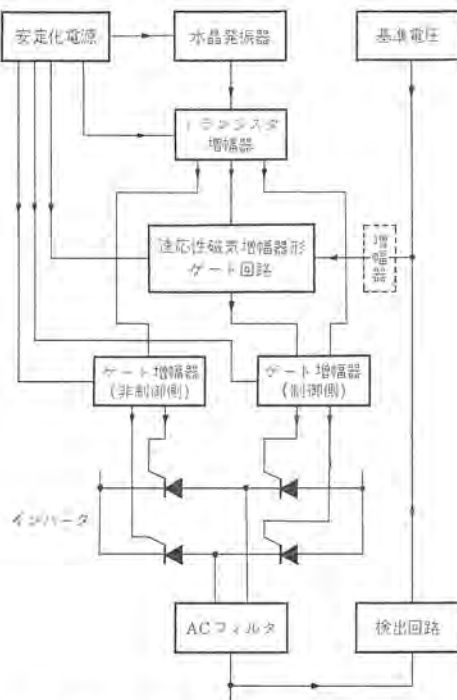 安定化電源
水晶発振器
基準電圧
トランジスタ
増幅器
速応性磁気増幅器形
ゲート回路
増幅器
ゲート増幅器
(非制御側)
ゲート増幅器
(制御側)
インバータ
ACフィルタ
検出回路